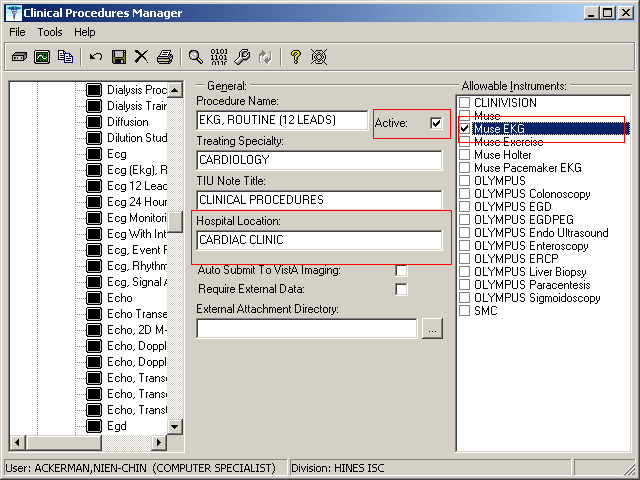 Clinical Procedures Manager
File Tools Help
Dialysis Proc
Dialysis Train
Diffusion
Dilution Stud
Ecg
Ecg (Ekg), R
Ecg 12 Lead
Ecg 24 Hour
Ecg Monitori
Ecg With Int
Ecg, Event F
Ecg, Rhythm
Ecg, Signal A
Echo
Echo Transe
Echo, 2D M-
Echo, Doppl
Echo, Doppl
Echo, Transe
Echo, Trans
Echo, Trans
Egd
General:
Procedure Name:
EKG, ROUTINE (12 LEADS)
Active:
Treating Specialty:
CARDIOLOGY
TIU Note Title:
CLINICAL PROCEDURES
Hospital Location:
CARDIAC CLINIC
Auto Submit To VistA Imaging:
Require External Data:
External Attachment Directory:
...
Allowable Instruments:
CLINIVISION
Muse
Muse EKG
Muse Exercise
Muse Holter
Muse Pacemaker EKG
OLYMPUS
OLYMPUS Colonoscopy
OLYMPUS EGD
OLYMPUS EGDPEG
OLYMPUS Endo Ultrasound
OLYMPUS Enteroscopy
OLYMPUS ERCP
OLYMPUS Liver Biopsy
OLYMPUS Paracentesis
OLYMPUS Sigmoidoscopy
SMC
User: ACKERMAN,NIEN-CHIN (COMPUTER SPECIALIST)
Division: HINES ISC